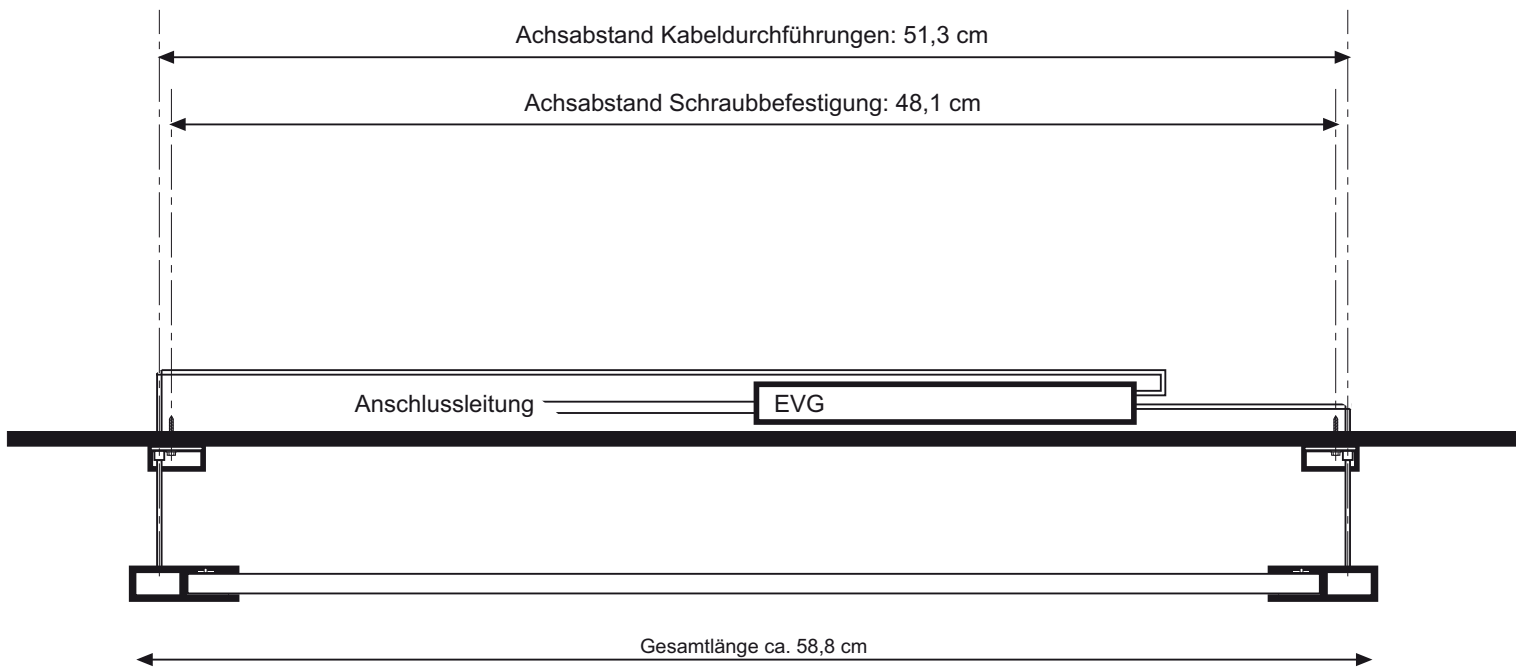 Achsabstand Kabeldurchführungen: 51,3 cm
Achsabstand Schraubbefestigung: 48,1 cm
Anschlussleitung
EVG
Gesamtlänge ca. 58,8 cm